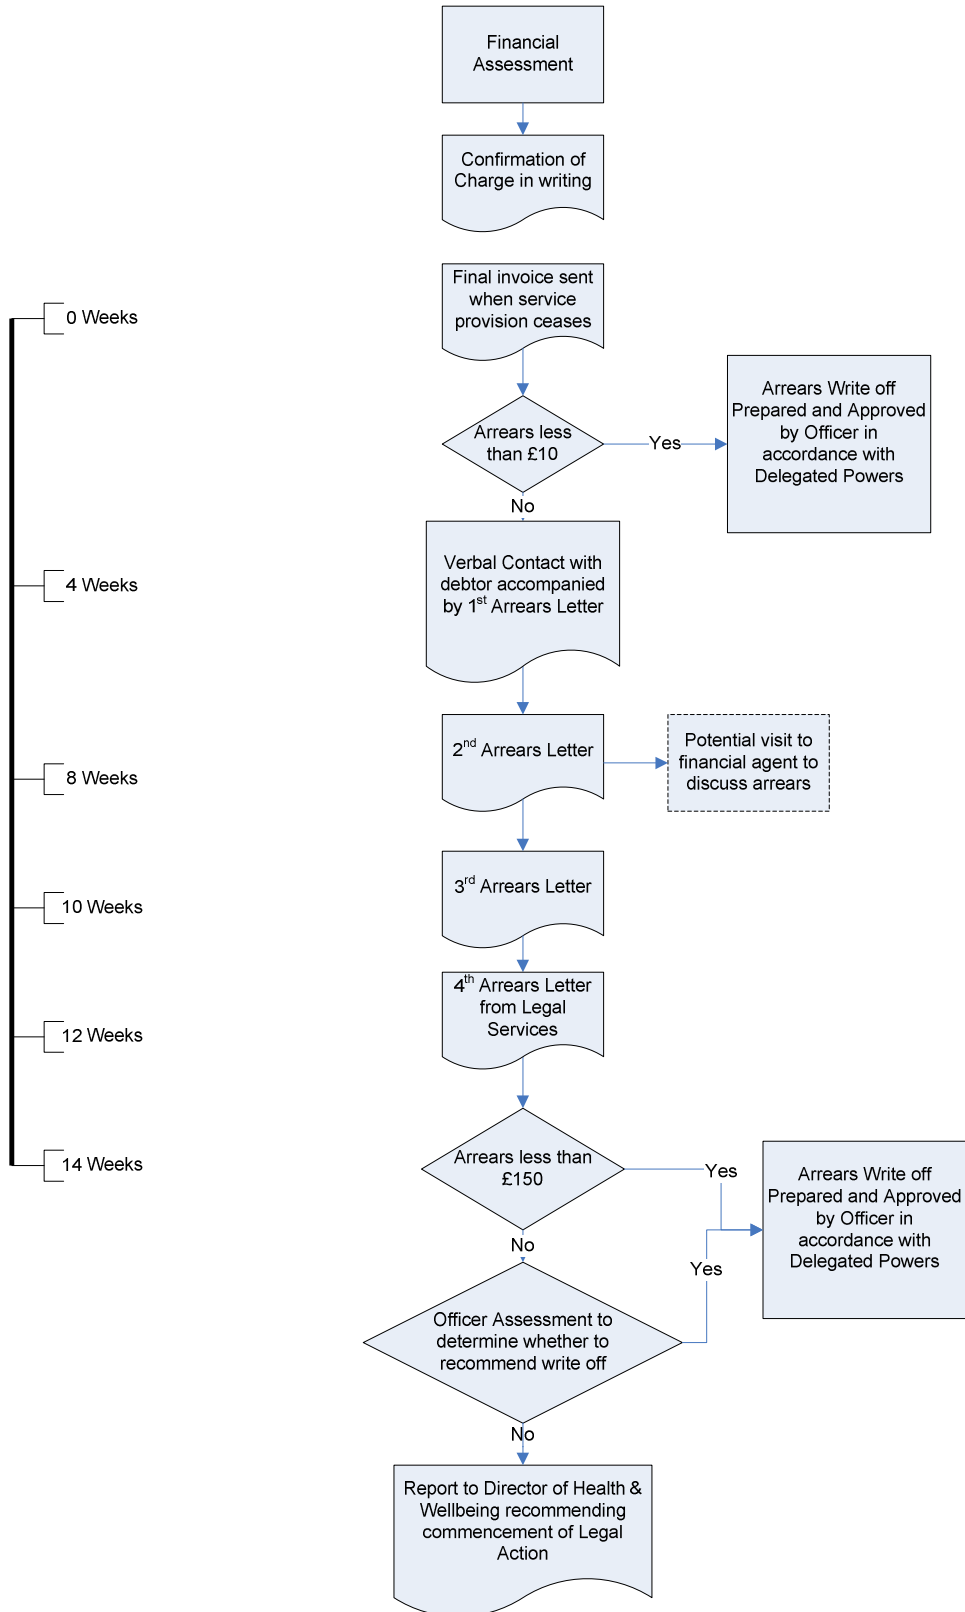 Financial
Assessment
Confirmation of
Charge in writing
Final invoice sent
when service
provision ceases
0 Weeks
Arrears less
than £10
Yes
Arrears Write off
Prepared and Approved
by Officer in
accordance with
Delegated Powers
No
Verbal Contact with
debtor accompanied
by 1st Arrears Letter
4 Weeks
2nd Arrears Letter
Potential visit to
financial agent to
discuss arrears
8 Weeks
3rd Arrears Letter
10 Weeks
4th Arrears Letter
from Legal
Services
12 Weeks
Arrears less than
£150
14 Weeks
Yes
Arrears Write off
Prepared and Approved
by Officer in
accordance with
Delegated Powers
No
Yes
Officer Assessment to
determine whether to
recommend write off
No
Report to Director of Health &
Wellbeing recommending
commencement of Legal
Action